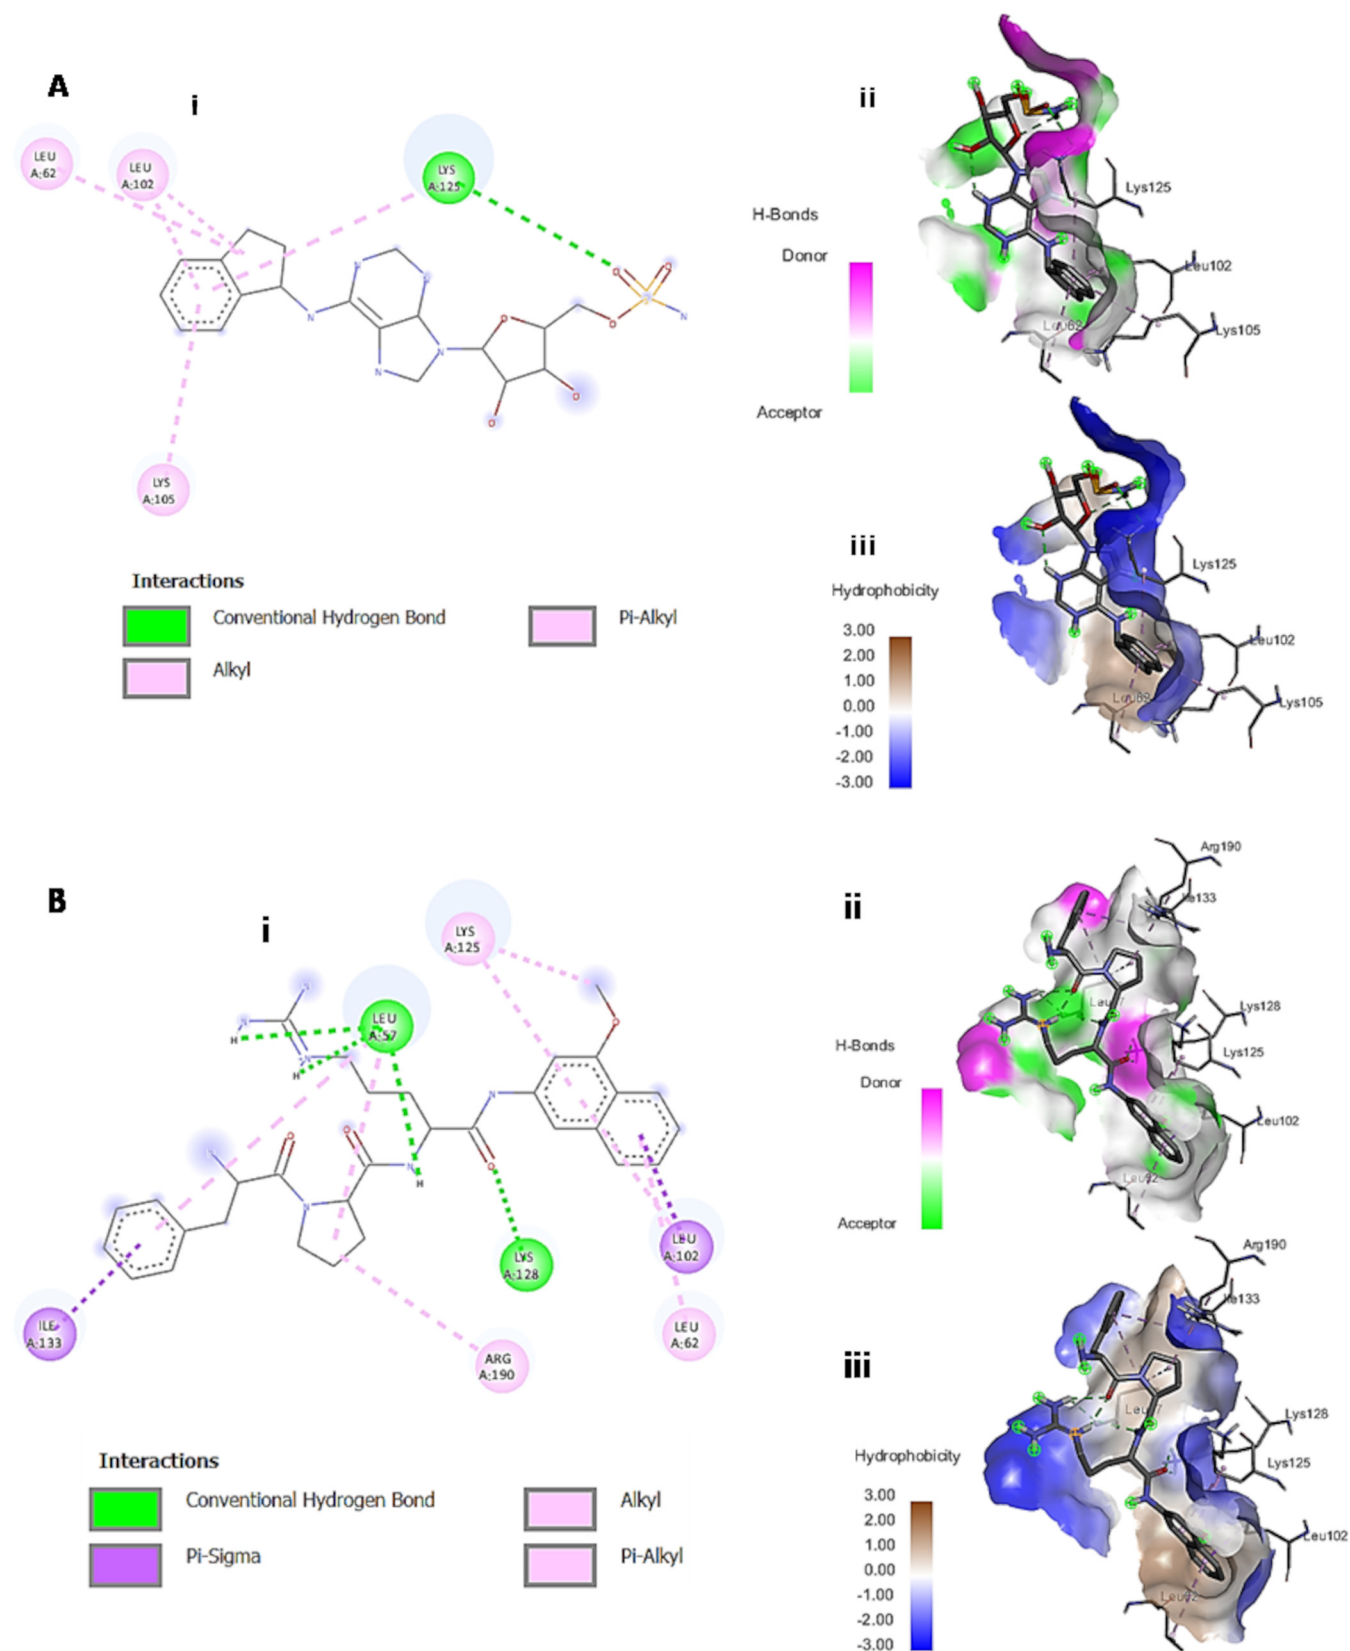 A
i
LEU
A:62
LEU
A:102
LYS
A:125
N
N
N
N
N
O
O
O
O
O
O
S
N
LYS
A:105
Interactions
Conventional Hydrogen Bond
Pi-Alkyl
Alkyl
ii
H-Bonds
Donor
Acceptor
Lys125
Leu102
Lys105
Leu62
iii
Hydrophobicity
3.00
2.00
1.00
0.00
-1.00
-2.00
-3.00
Lys125
Leu102
Lys105
B
i
LYS
A:125
LEU
A:57
N
N
H
N
H
O
N
N
O
O
N
N
H
O
LYS
A:128
LEU
A:102
LEU
A:62
ILE
A:133
ARG
A:190
Interactions
Conventional Hydrogen Bond
Alkyl
Pi-Sigma
Pi-Alkyl
ii
H-Bonds
Donor
Acceptor
Arg190
Ile133
Lys128
Lys125
Leu102
iii
Hydrophobicity
3.00
2.00
1.00
0.00
-1.00
-2.00
-3.00
Arg190
Ile133
Lys128
Lys125
Leu102